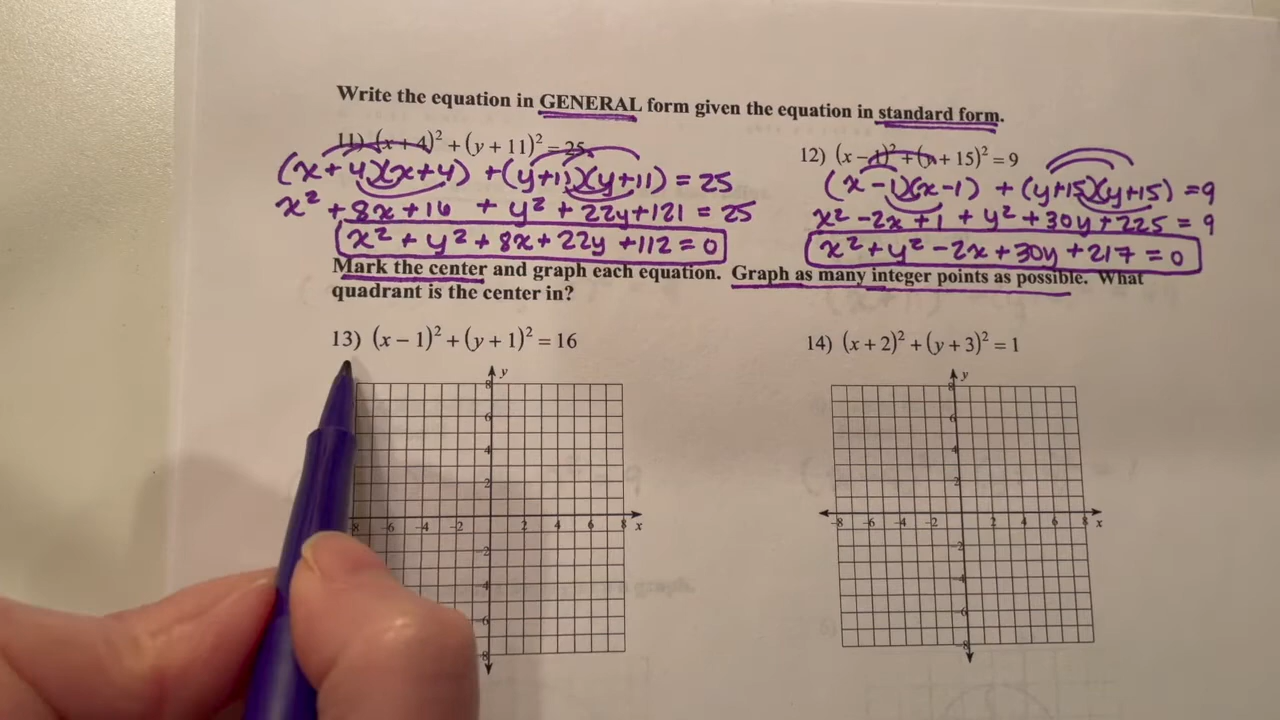 Write the equation in GENERAL form given the equation in standard form.
11) (x + 4)² + (y + 11)² = 25
(x+4)(x+4) + (y+11)(y+11) = 25
x² + 8x + 16 + y² + 22y + 121 = 25
x² + y² + 8x + 22y + 112 = 0
12) (x − 1)² + (y + 15)² = 9
(x −1)(x−1) + (y+15)(y+15) = 9
x² − 2x + 1 + y² + 30y + 225 = 9
x² + y² − 2x + 30y + 217 = 0
Mark the center and graph each equation. Graph as many integer points as possible. What
quadrant is the center in?
13) (x − 1)² + (y + 1)² = 16
y
8
6
4
2
-8 -6 -4 -2 2 4 6 8 x
-2
-4
-6
-8
14) (x + 2)² + (y + 3)² = 1
y
8
6
4
2
-8 -6 -4 -2 2 4 6 8 x
-2
-4
-6
-8